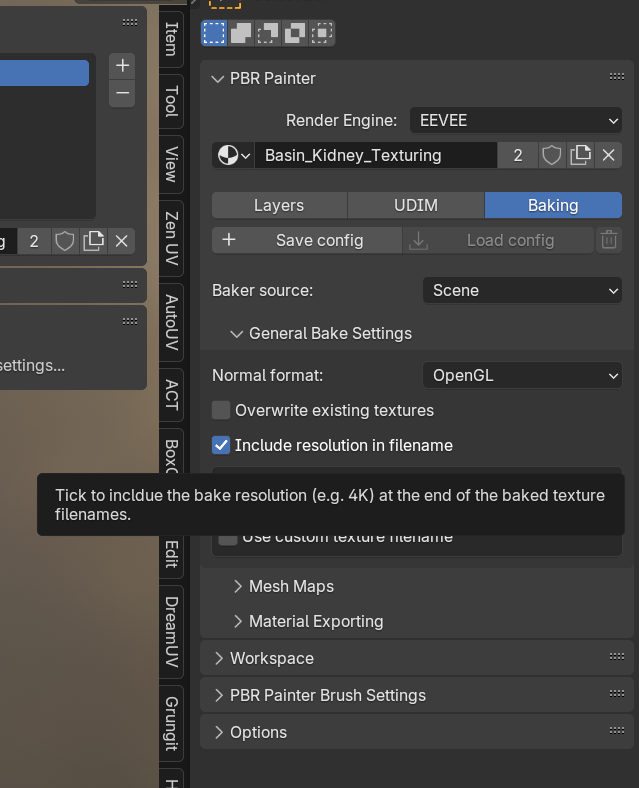 Item
Tool
View
Zen UV
AutoUV
ACT
Edit
DreamUV
Grungit
2
settings...
PBR Painter
Render Engine: EEVEE
Basin_Kidney_Texturing 2
Layers UDIM Baking
Save config Load config
Baker source: Scene
General Bake Settings
Normal format: OpenGL
Overwrite existing textures
Include resolution in filename
Tick to incldue the bake resolution (e.g. 4K) at the end of the baked texture
filenames.
Use custom texture filename
Mesh Maps
Material Exporting
Workspace
PBR Painter Brush Settings
Options